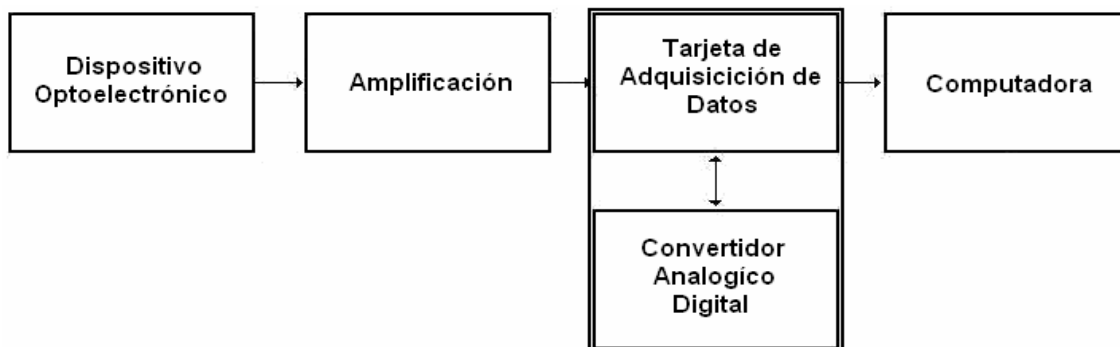 Dispositivo
Optoelectrónico
Amplificación
Tarjeta de
Adquisicición de
Datos
Computadora
Convertidor
Analogíco
Digital